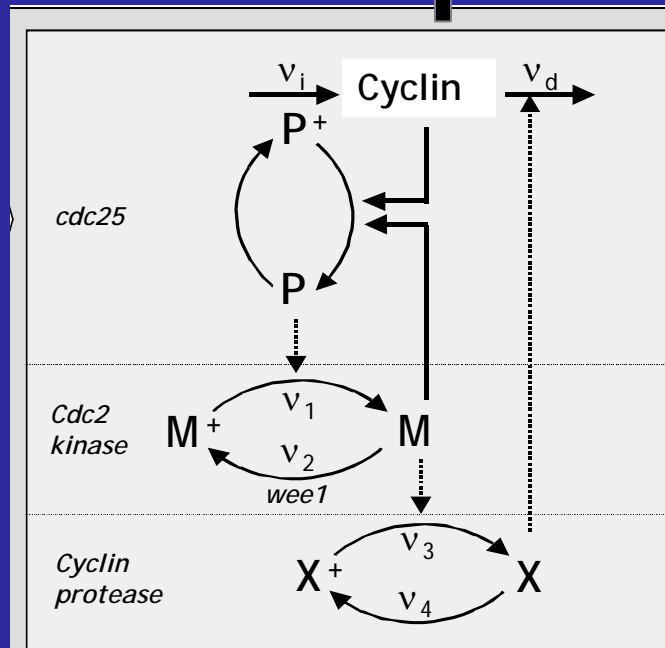 νi Cyclin νd
P+
cdc25
P
ν1
Cdc2
kinase
M+ M
ν2
wee1
ν3
Cyclin
protease
X+ X
ν4